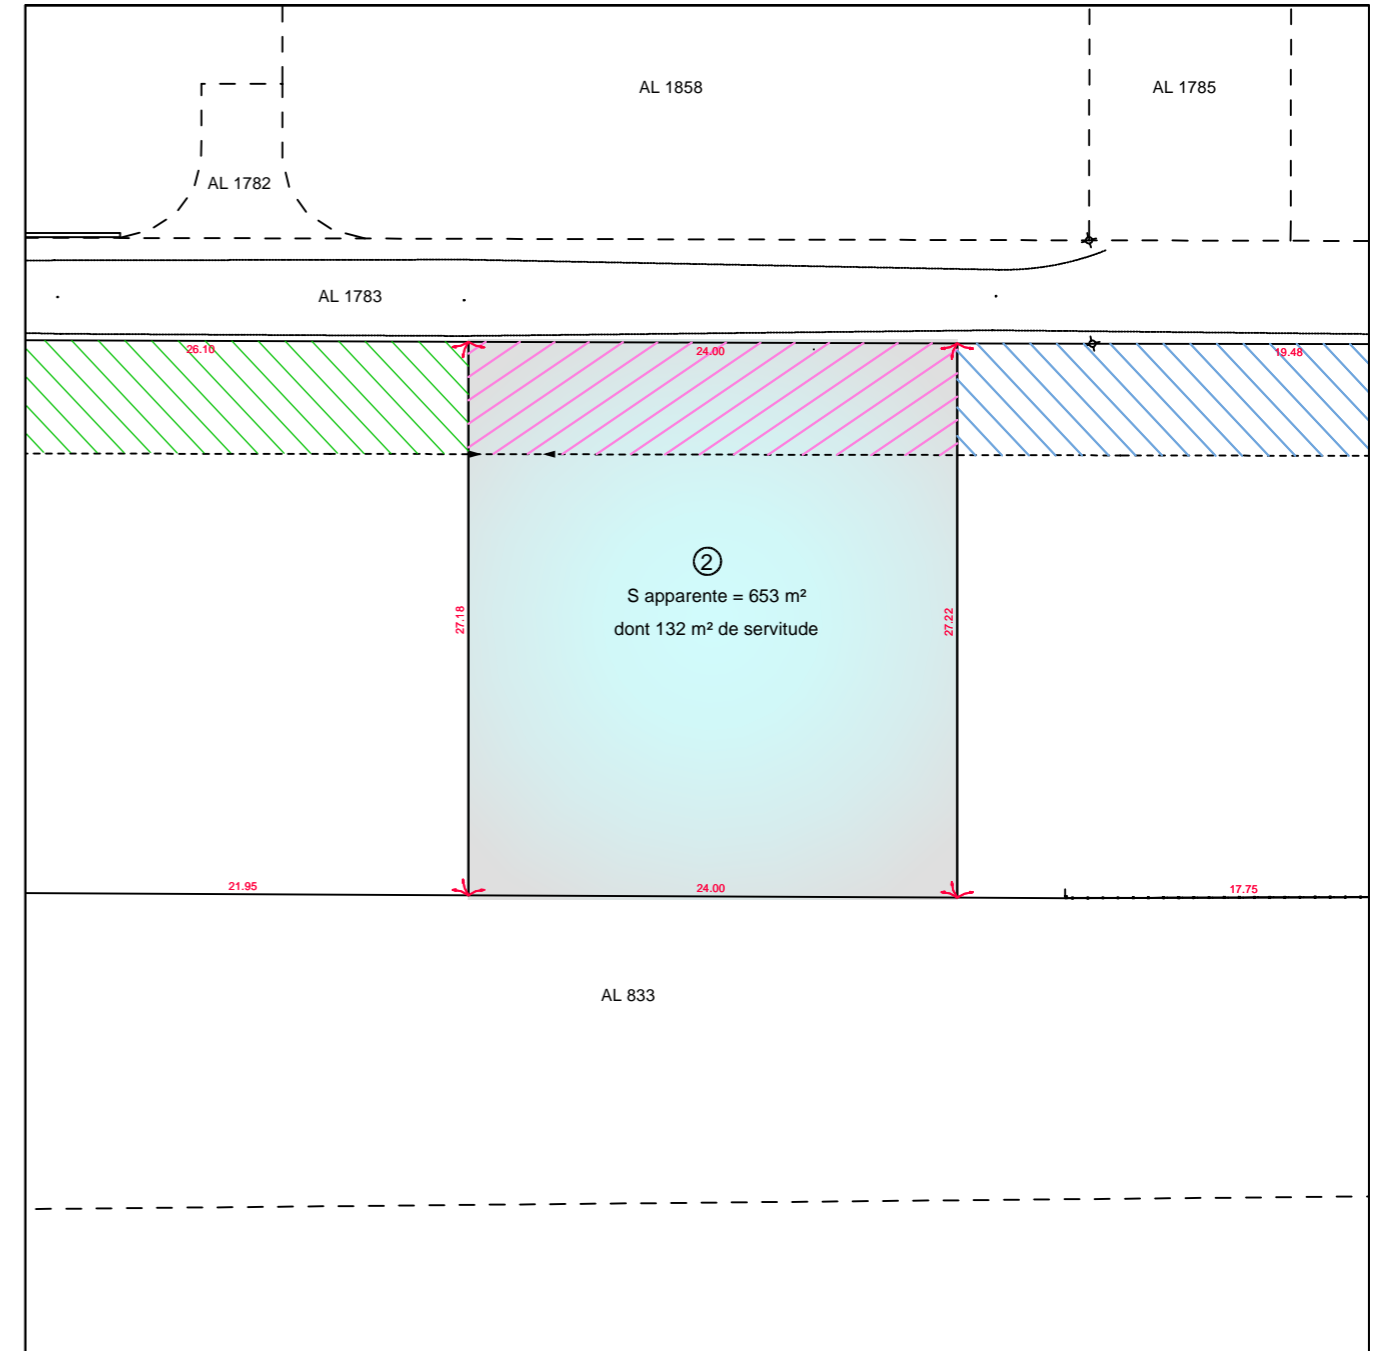 AL 1858
AL 1785
AL 1782
AL 1783
26.10
24.00
19.48
2
S apparente = 653 m²
dont 132 m² de servitude
27.18
27.22
21.95
24.00
17.75
AL 833